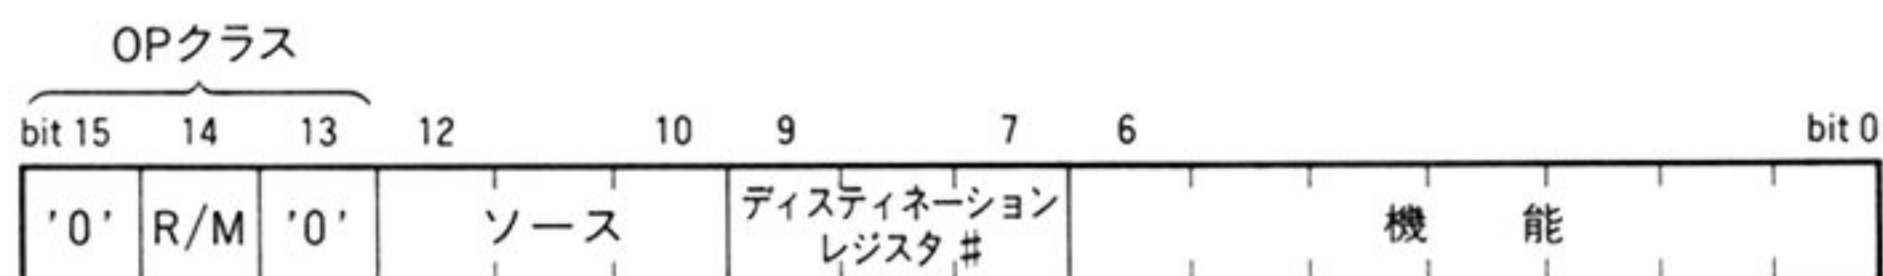 OPクラス
bit 15 14 13 12 10 9 7 6 bit 0
'0' R/M '0' ソース ディスティネーション 機 能
レジスタ #